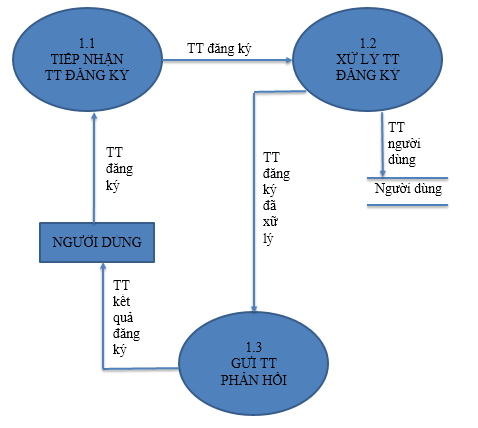 1.1
TIẾP NHẬN
TT ĐĂNG KÝ
TT đăng ký
1.2
XỬ LÝ TT
ĐĂNG KÝ
TT
đăng
ký
TT
đăng
ký
đã
xữ
lý
TT
người
dùng
Người dùng
NGƯỜI DÙNG
TT
kết
quả
đăng
ký
1.3
GỬI TT
PHẢN HỒI